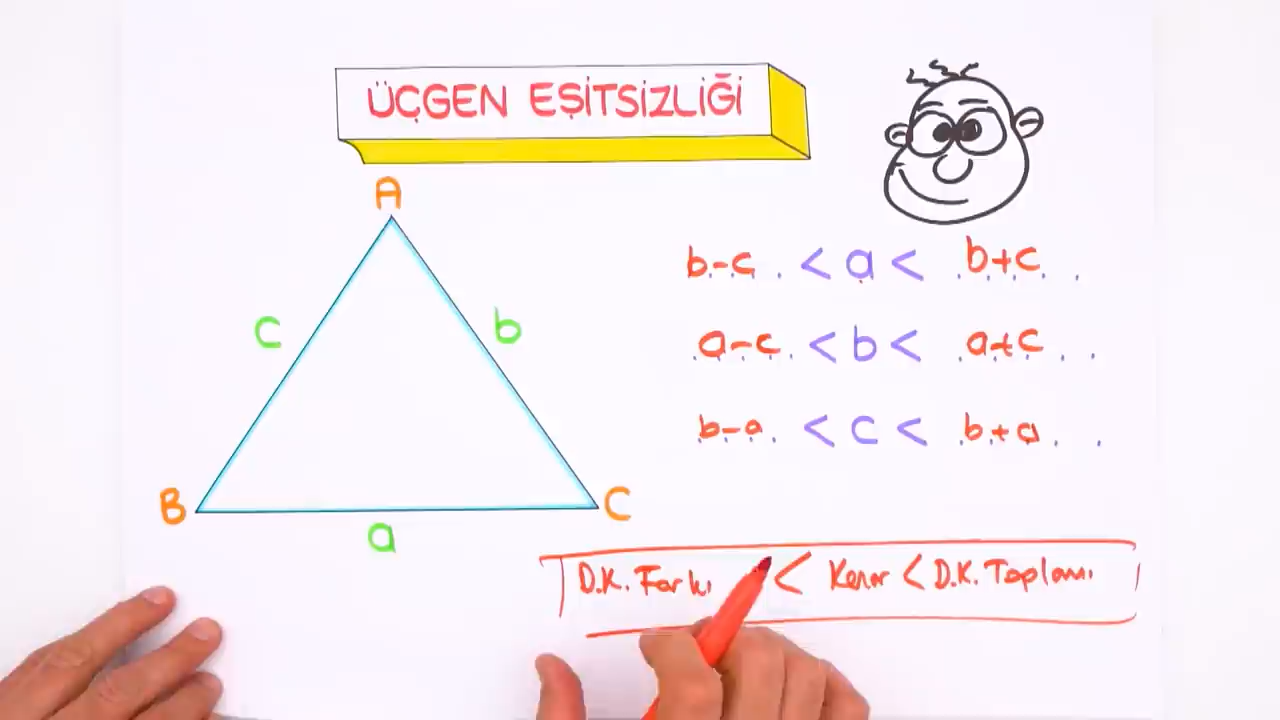 ÜÇGEN EŞİTSİZLİĞİ
A
c
b
B
C
a
b-c < a < b+c
a-c < b < a+c
b-a < c < b+a
D.K. Farkı < Kenar < D.K. Toplamı